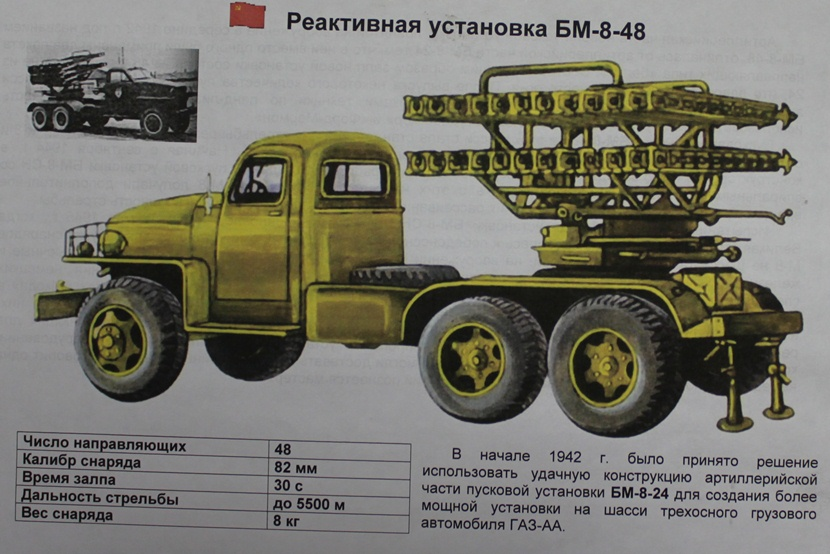 Реактивная установка БМ-8-48
Число направляющих 48
Калибр снаряда 82 мм
Время залпа 30 с
Дальность стрельбы до 5500 м
Вес снаряда 8 кг
В начале 1942 г. было принято решение
использовать удачную конструкцию артиллерийской
части пусковой установки БМ-8-24 для создания более
мощной установки на шасси трехосного грузового
автомобиля ГАЗ-АА.